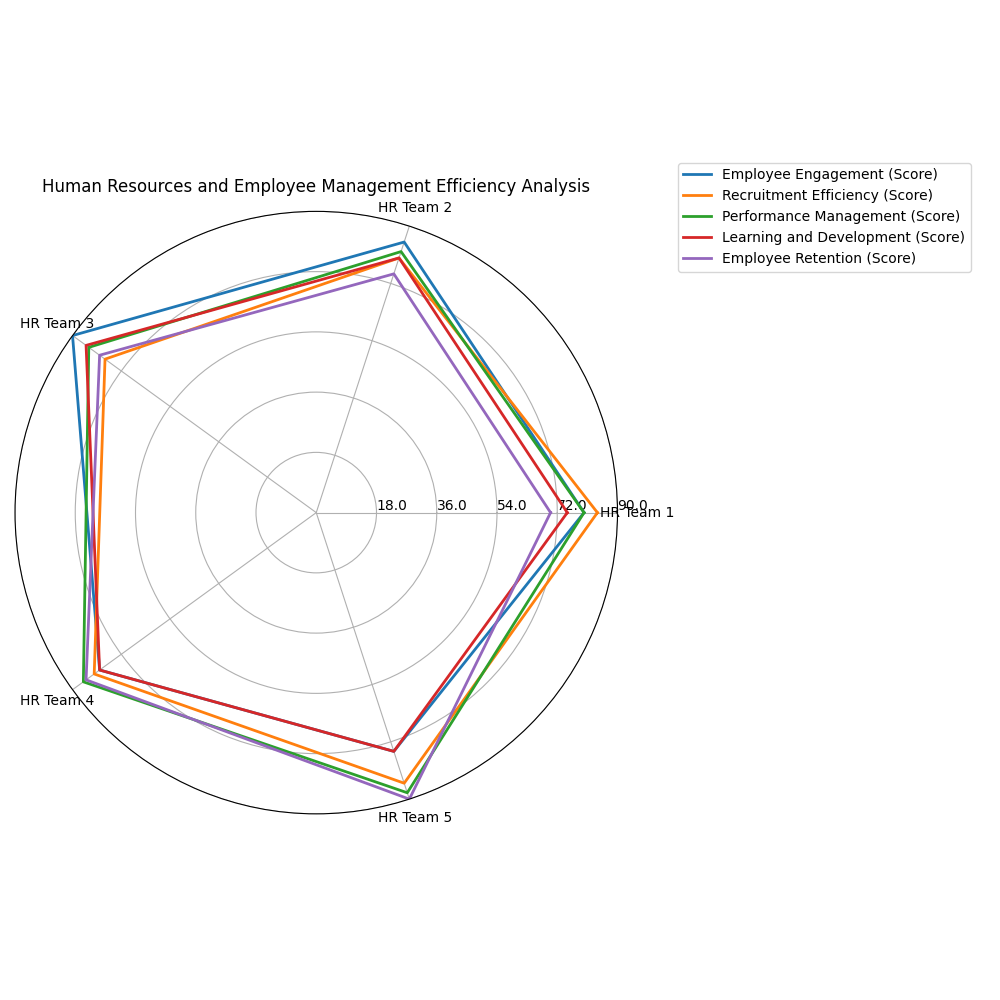 Human Resources and Employee Management Efficiency Analysis
Employee Engagement (Score)
Recruitment Efficiency (Score)
Performance Management (Score)
Learning and Development (Score)
Employee Retention (Score)
HR Team 2
HR Team 3
18.0
36.0
54.0
72.0
90.0
HR Team 1
HR Team 4
HR Team 5